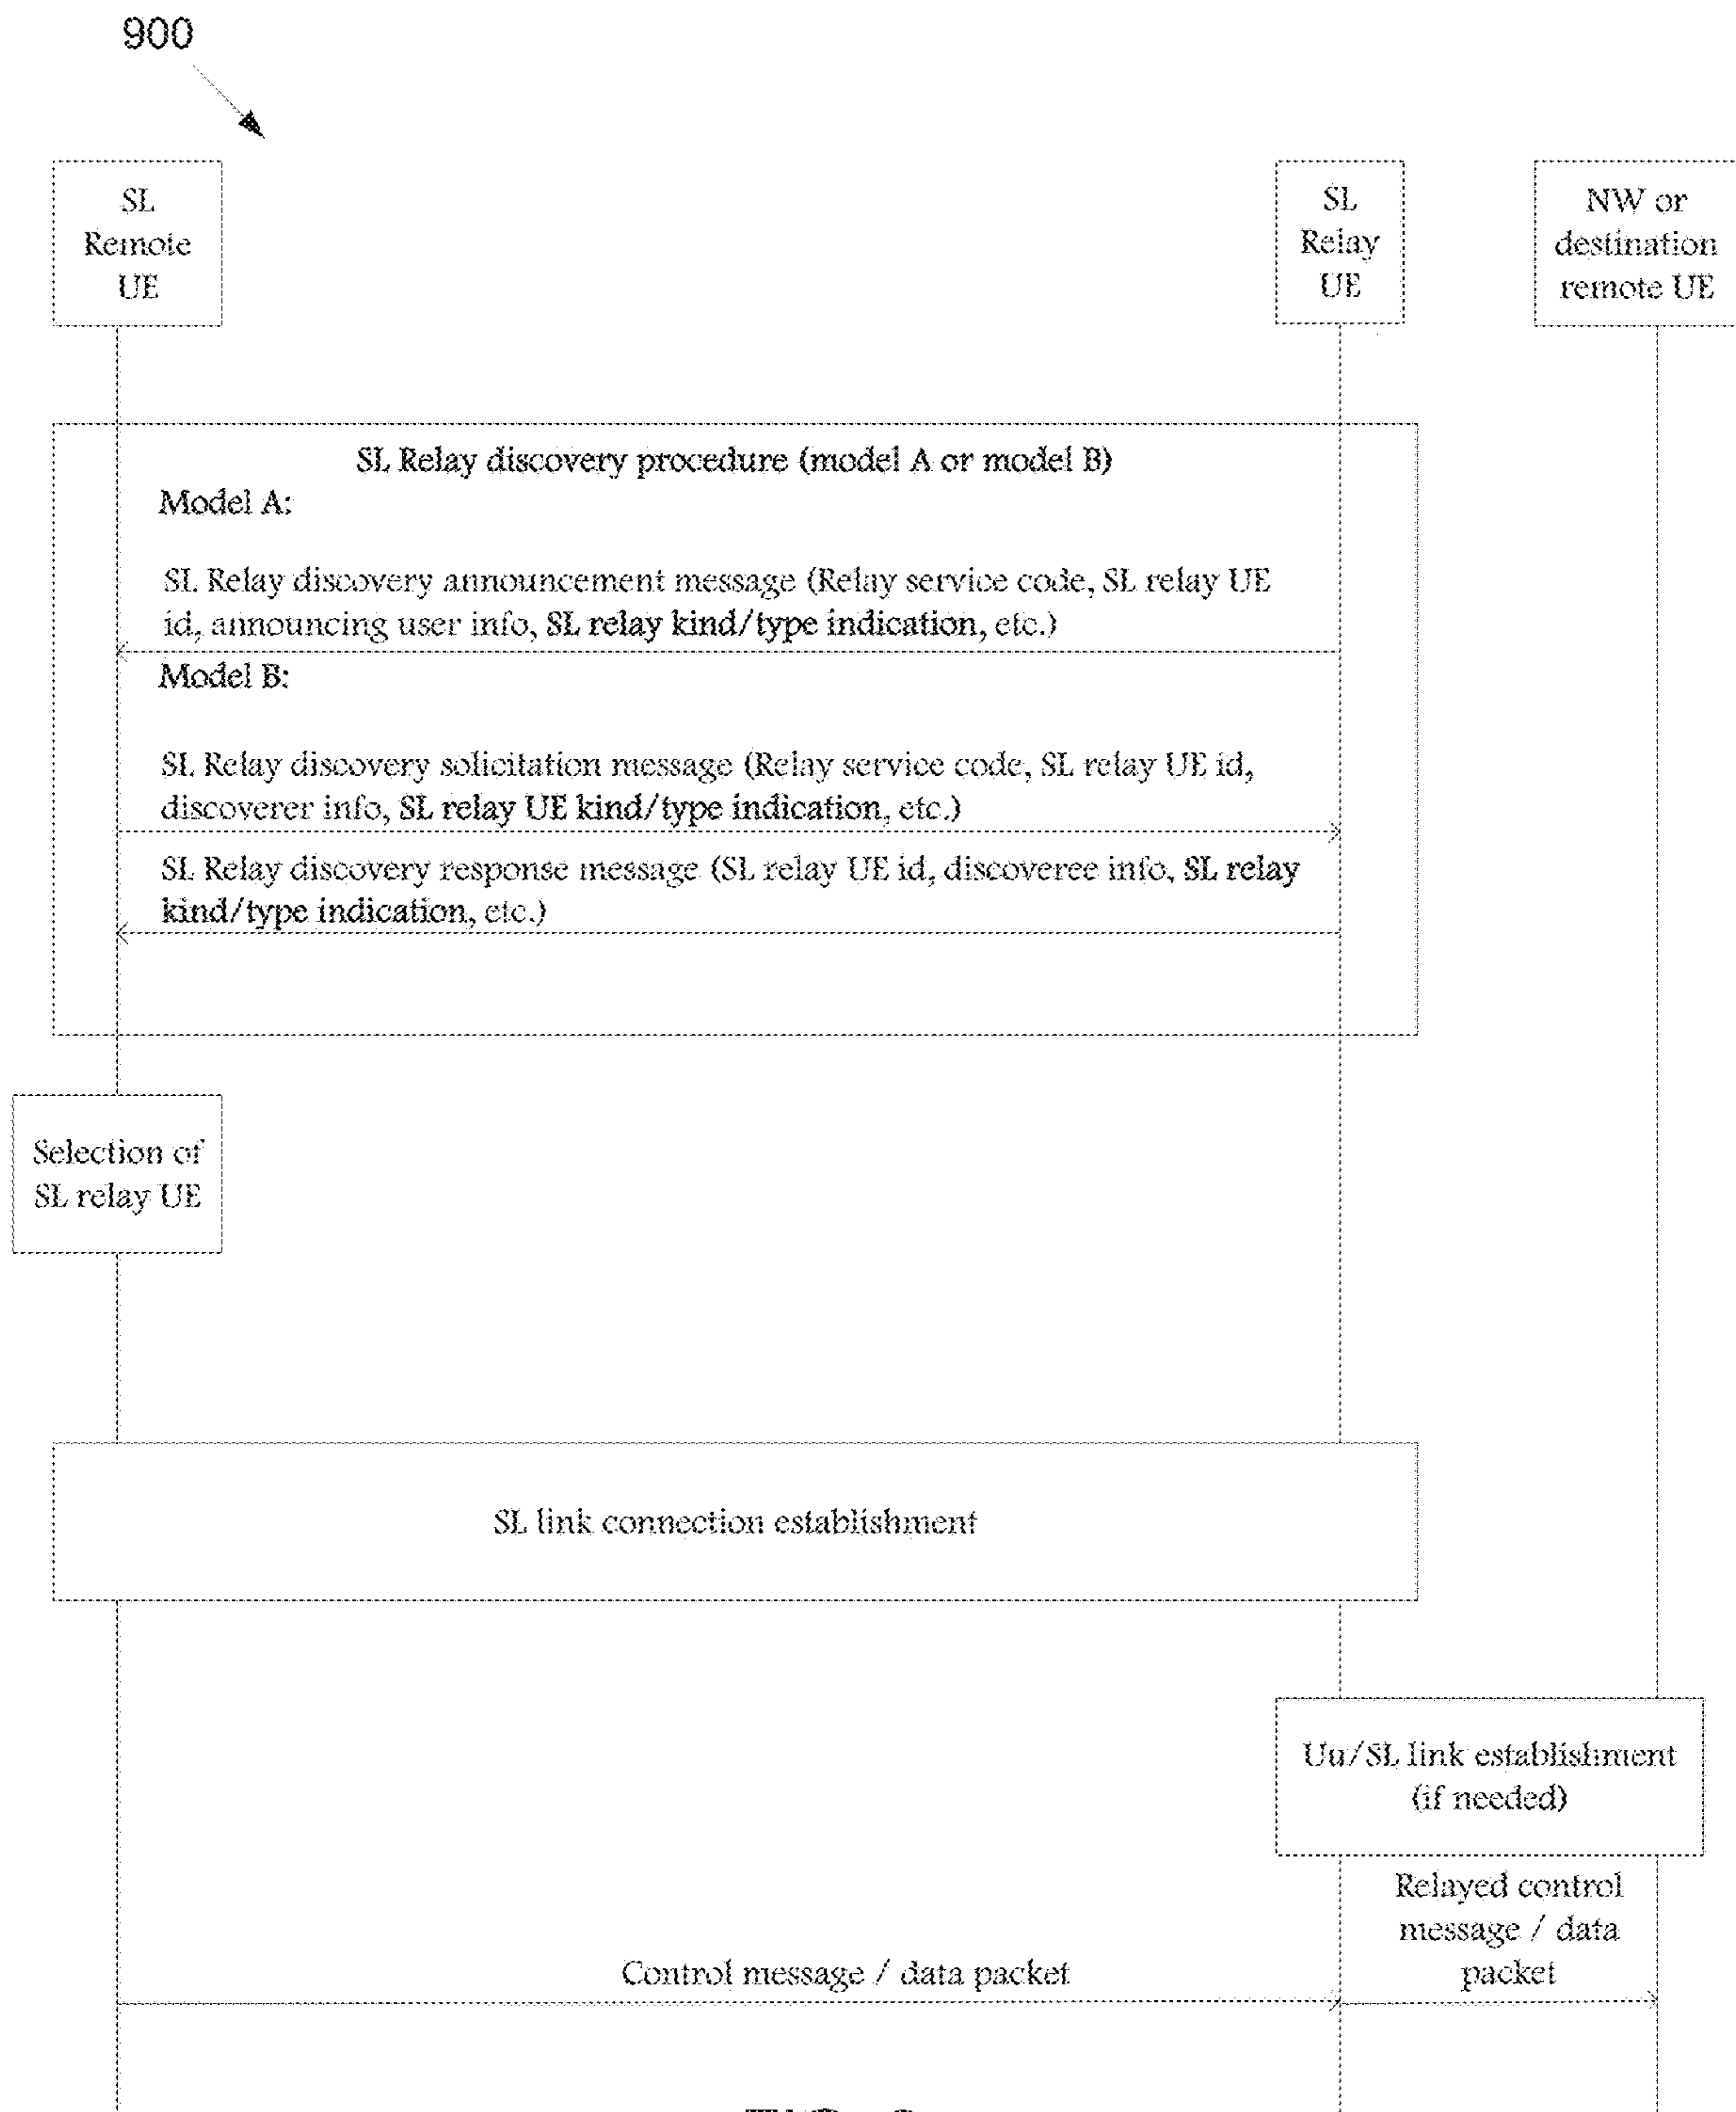 900
SL
Remote
UE
SL
Relay
UE
NW or
destination
remote UE
SL Relay discovery procedure (model A or model B)
Model A:
SL Relay discovery announcement message (Relay service code, SL relay UE
id, announcing user info, SL relay kind/type indication, etc.)
Model B:
SL Relay discovery solicitation message (Relay service code, SL relay UE id,
discoverer info, SL relay UE kind/type indication, etc.)
SL Relay discovery response message (SL relay UE id, discoveree info, SL relay
kind/type indication, etc.)
Selection of
SL relay UE
SL link connection establishment
Uu/SL link establishment
(if needed)
Relayed control
message / data
packet
Control message / data packet